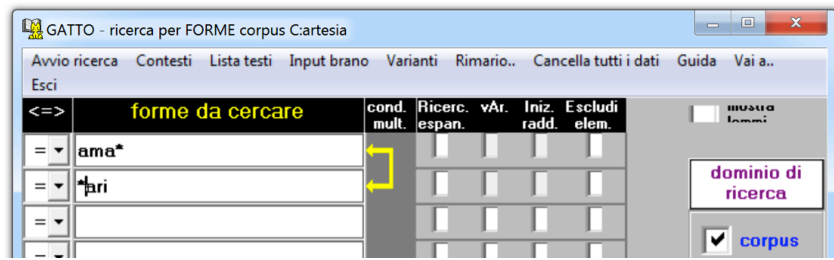 GATTO - ricerca per FORME corpus C:artesia
Avvio ricerca Contesti Lista testi Input brano Varianti Rimario.. Cancella tutti i dati Guida Vai a..
Esci
<=> forme da cercare cond. mult. Ricerc. espan. vAr. Iniz. radd. Escludi elem. mostra
= ama*
= *ari
dominio di
ricerca
=
corpus
=